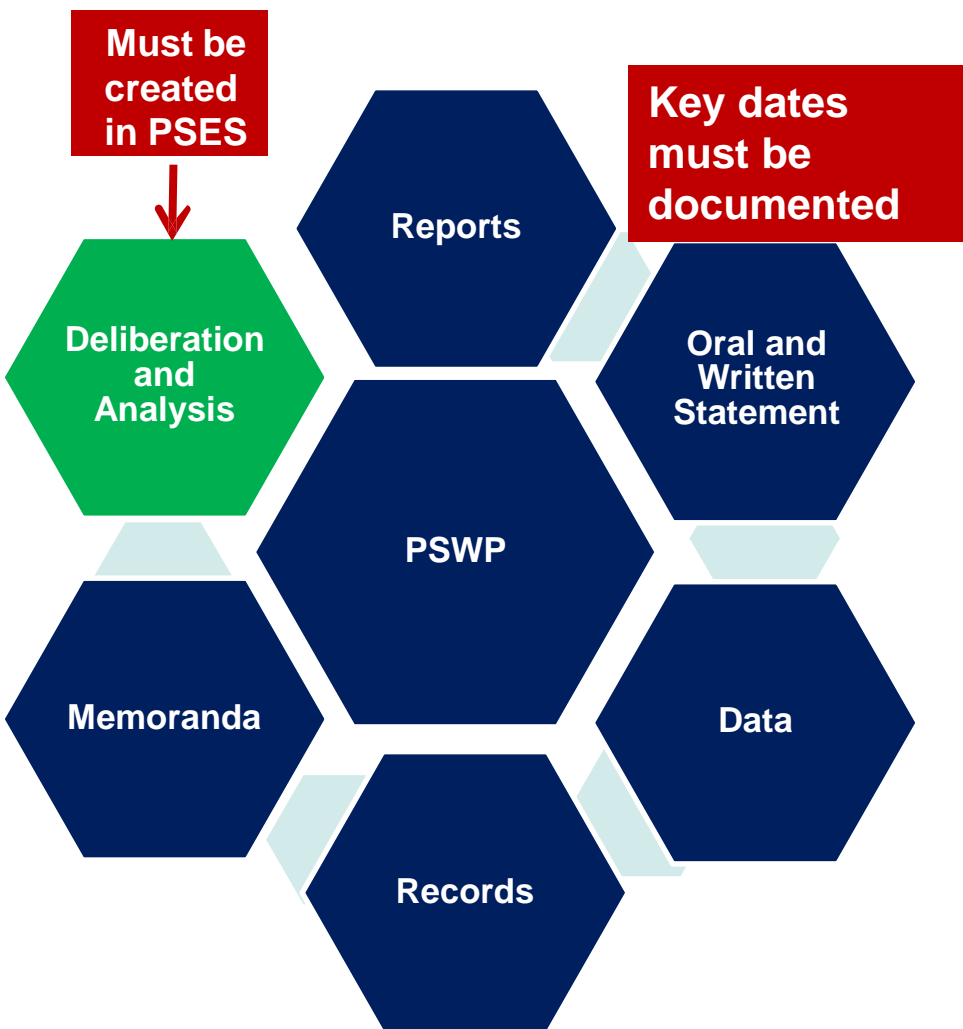 Must be
created
in PSES
Key dates
must be
documented
Reports
Deliberation
and
Analysis
Oral and
Written
Statement
PSWP
Memoranda
Data
Records